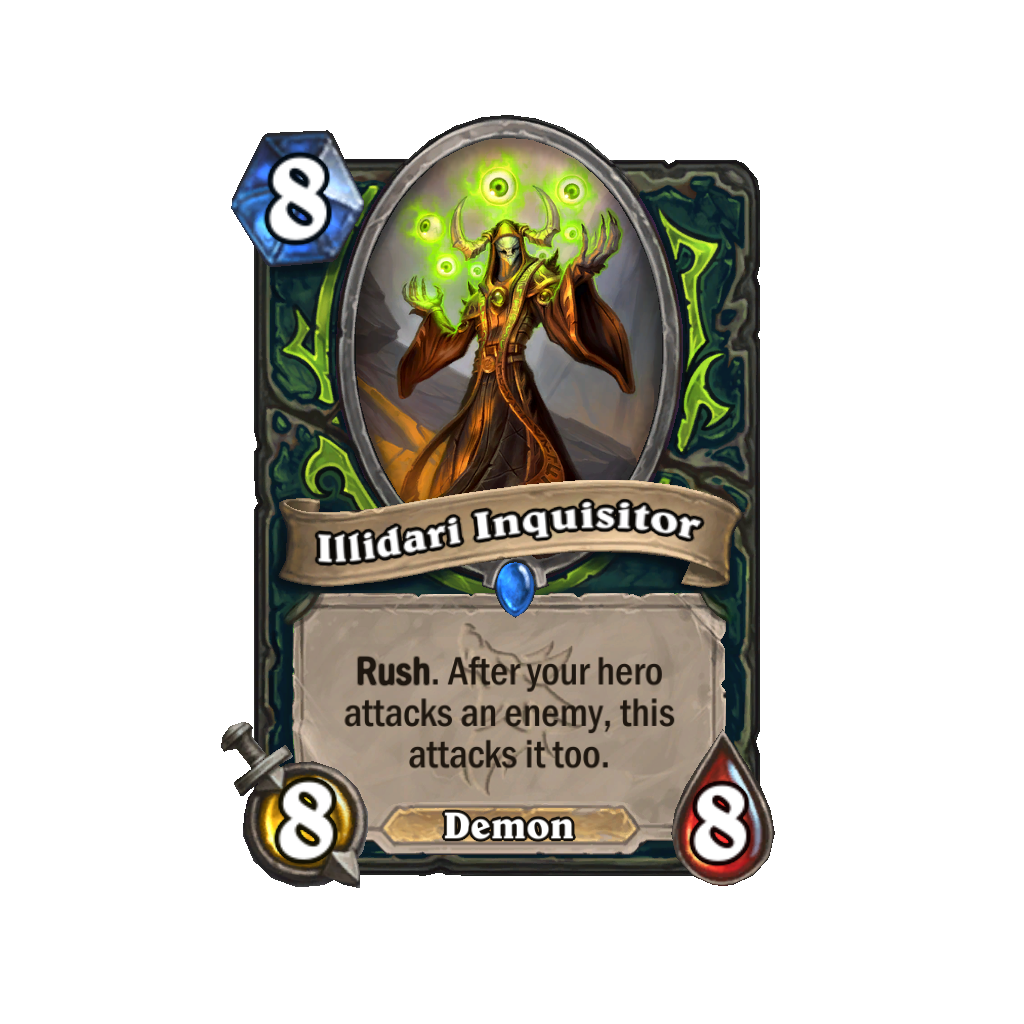 8
Illidari Inquisitor
Rush. After your hero
attacks an enemy, this
attacks it too.
8
Demon
8